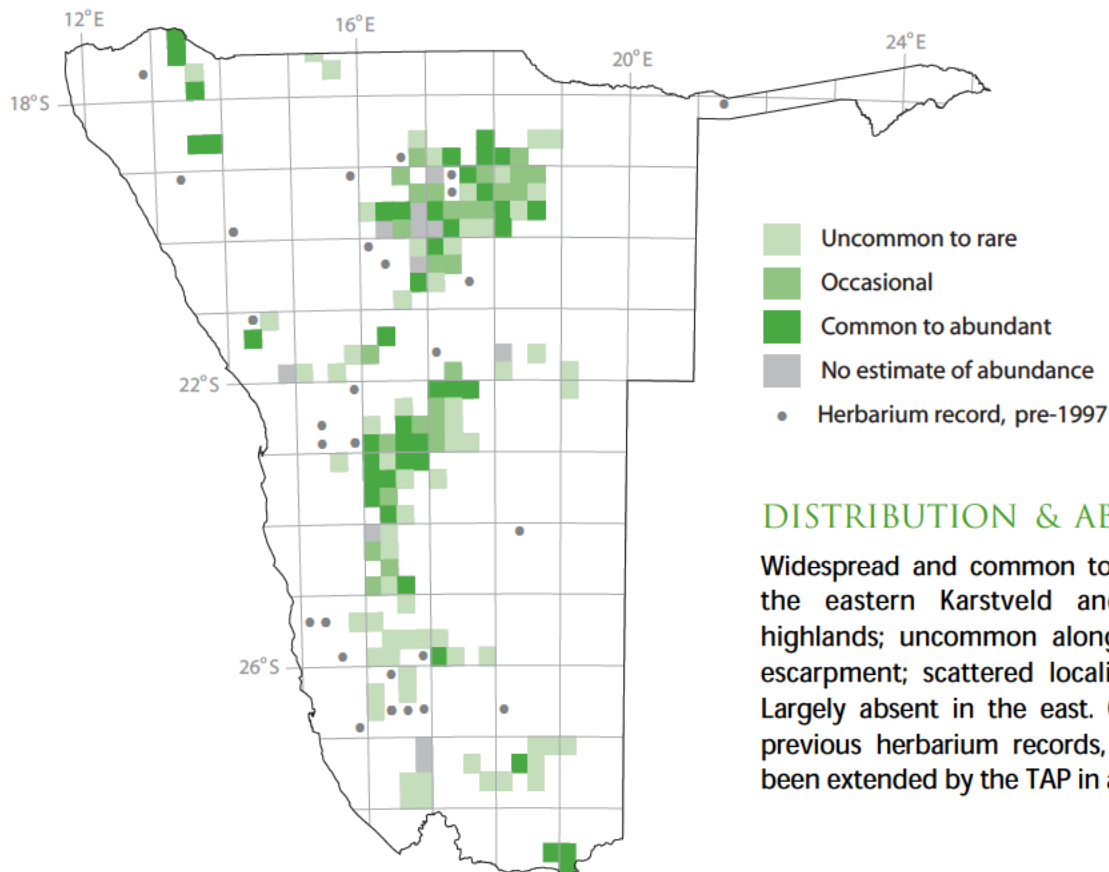 12°E
16°E
20°E
24°E
18°S
22°S
26°S
Uncommon to rare
Occasional
Common to abundant
No estimate of abundance
Herbarium record, pre-1997
DISTRIBUTION & AB
Widespread and common to
the eastern Karstveld and
highlands; uncommon along
escarpment; scattered locali
Largely absent in the east.
previous herbarium records,
been extended by the TAP in a